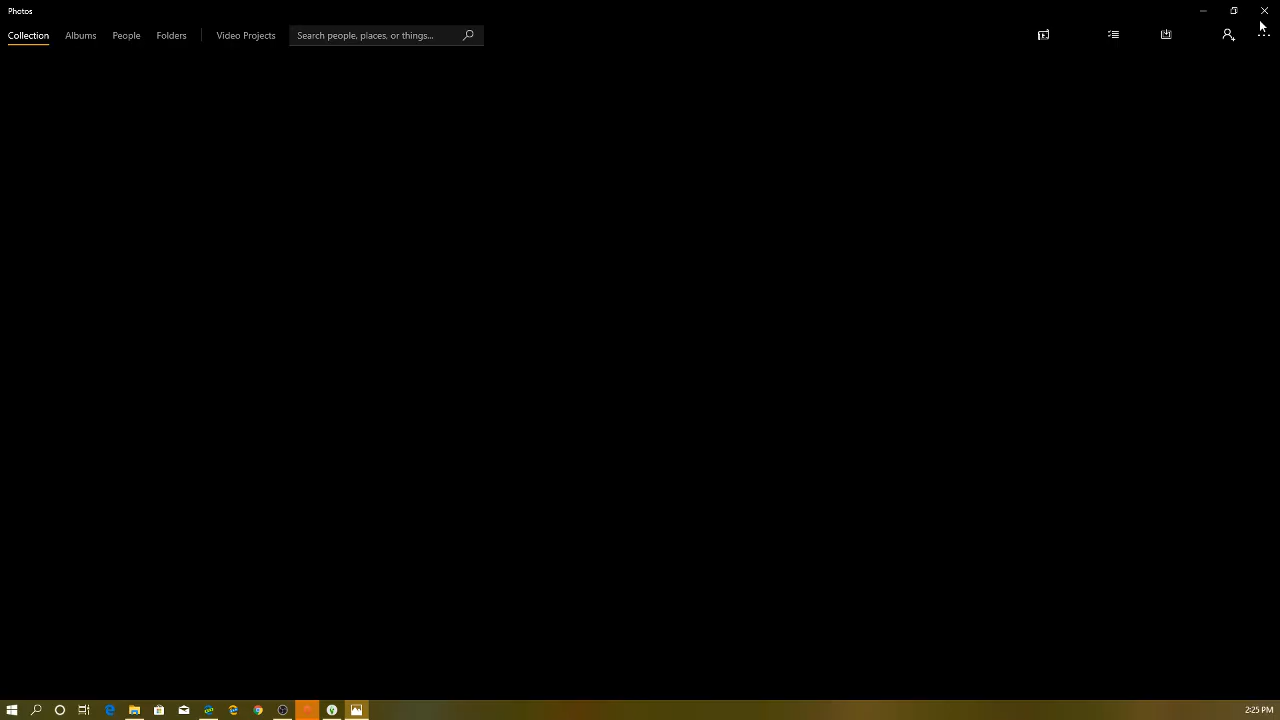 Photos
Collection Albums People Folders Video Projects Search people, places, or things...
2:25 PM